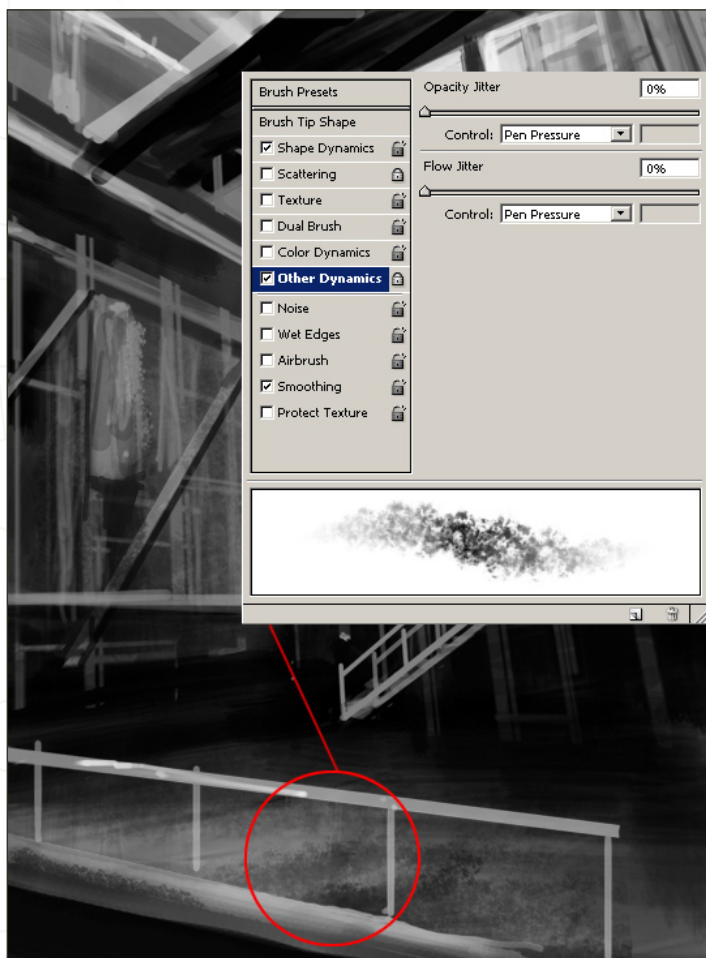 Brush Presets
Brush Tip Shape
Shape Dynamics
Scattering
Texture
Dual Brush
Color Dynamics
Other Dynamics
Noise
Wet Edges
Airbrush
Smoothing
Protect Texture
Opacity Jitter 0%
Control: Pen Pressure
Flow Jitter 0%
Control: Pen Pressure